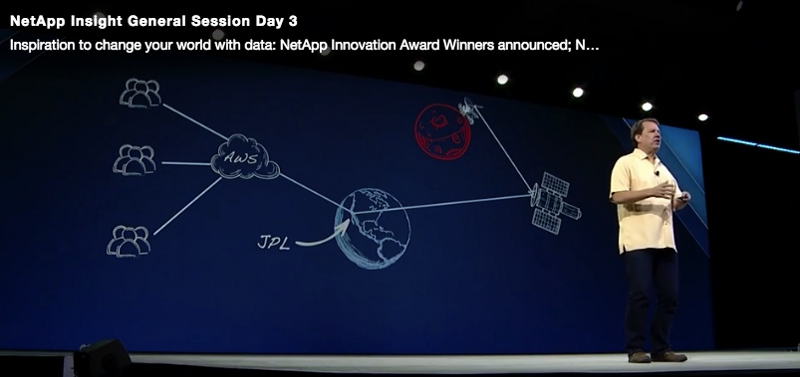 NetApp Insight General Session Day 3
Inspiration to change your world with data: NetApp Innovation Award Winners announced; N...
AWS
JPL